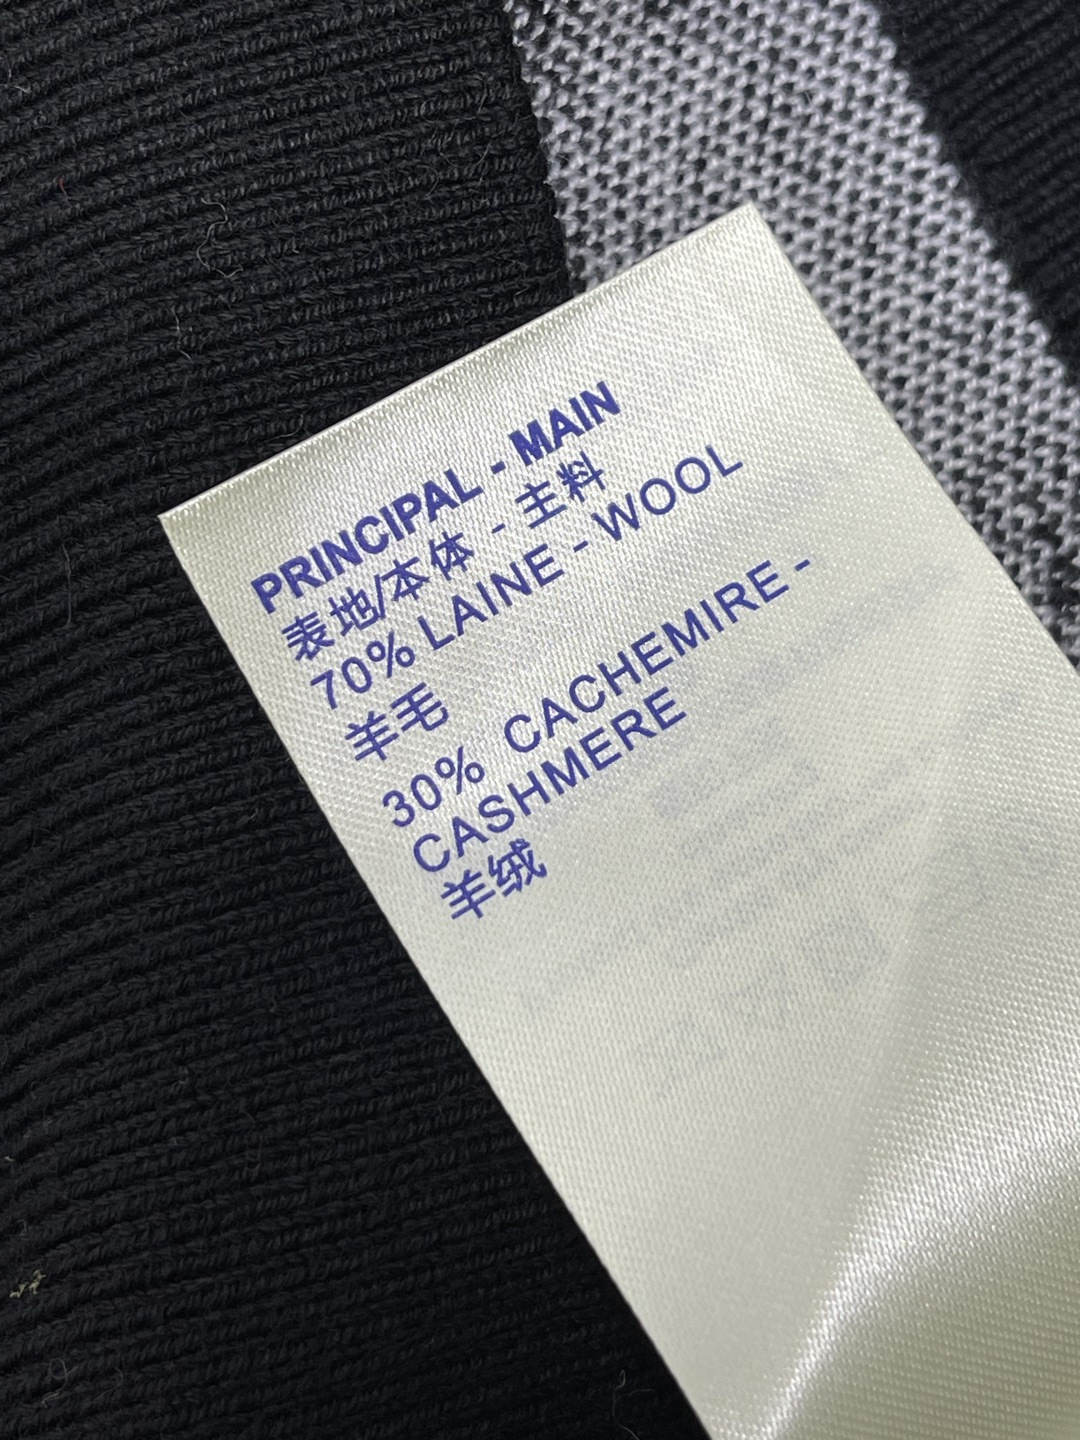 PRINCIPAL - MAIN
表地/本体 - 主料
70% LAINE - WOOL
羊毛
30% CACHEMIRE -
CASHMERE
羊绒